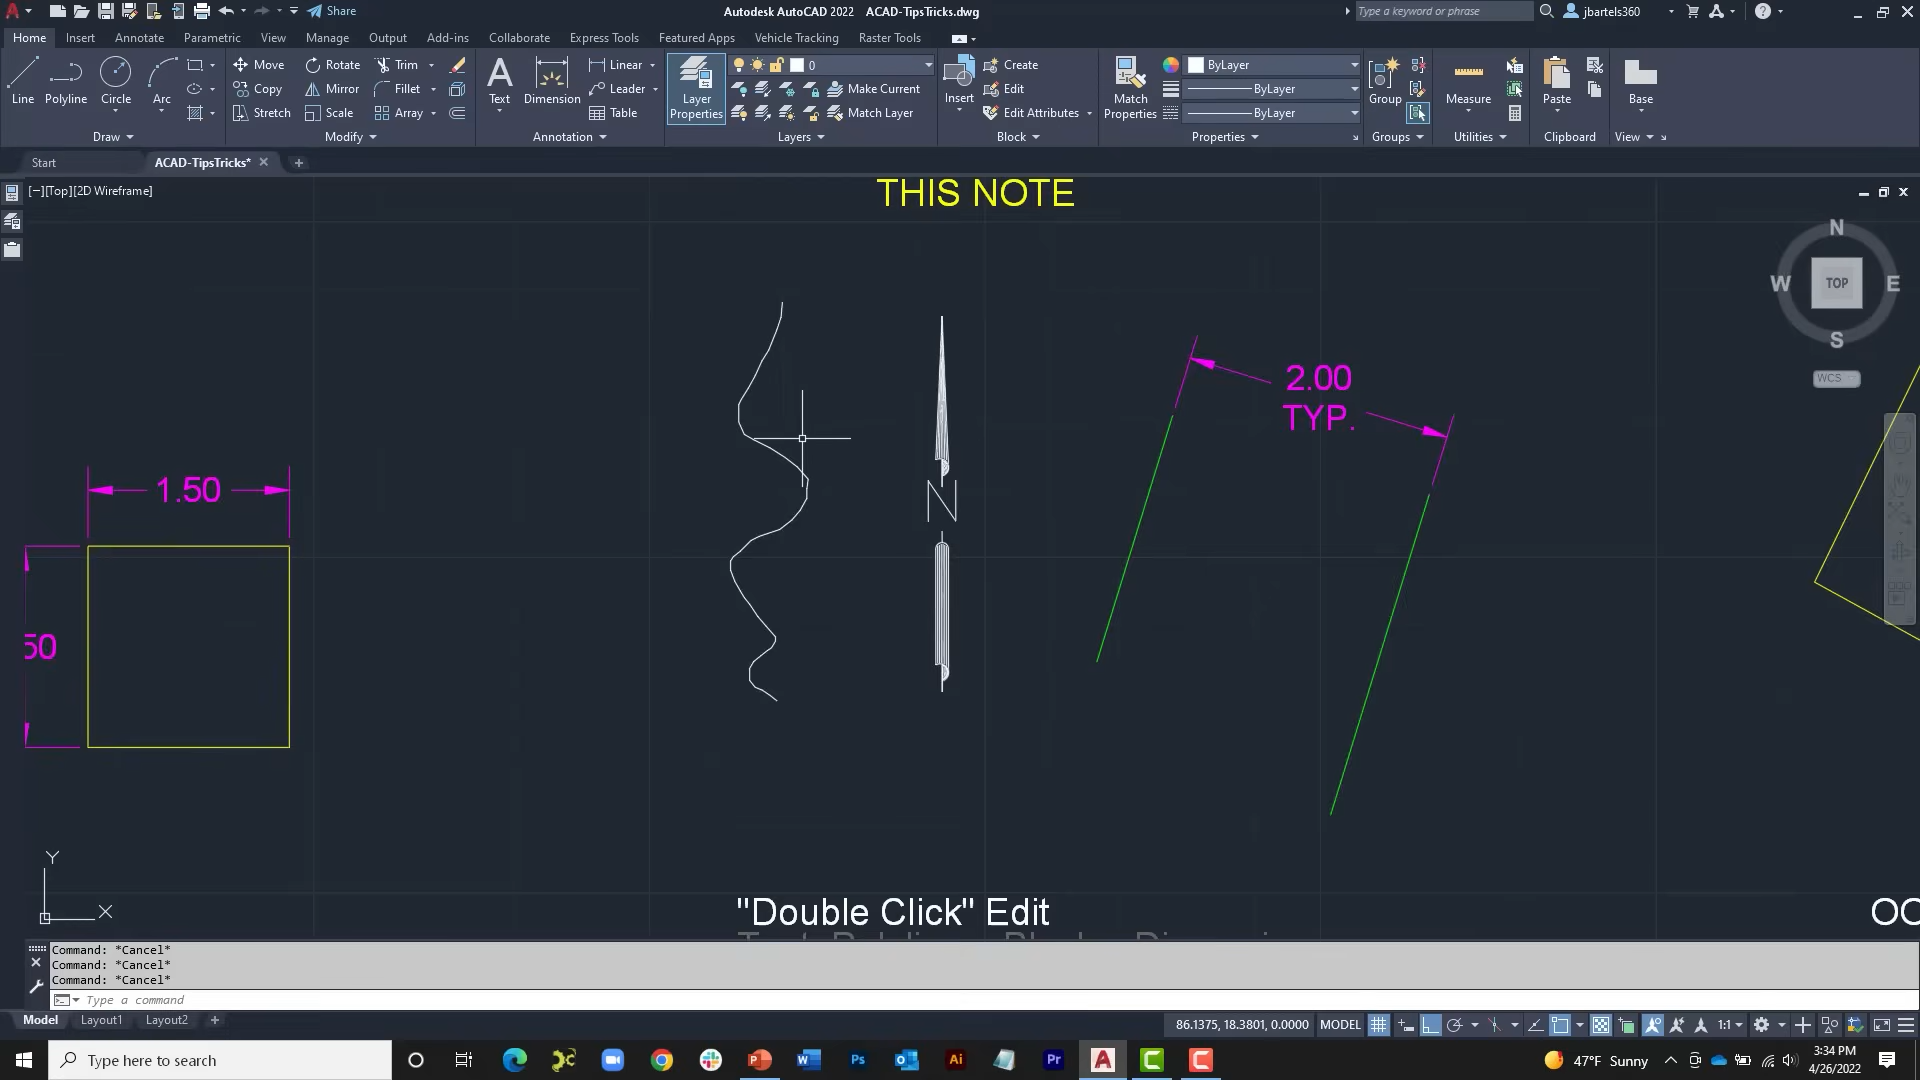 Share
Autodesk AutoCAD 2022 ACAD-TipsTricks.dwg
Type a keyword or phrase
jbartels360
Home Insert Annotate Parametric View Manage Output Add-ins Collaborate Express Tools Featured Apps Vehicle Tracking Raster Tools
Line Polyline Circle Arc
Move Rotate Trim
Copy Mirror Fillet
Stretch Scale Array
Text Dimension
Linear
Leader
Table
Layer Properties
0
Make Current
Match Layer
Insert
Create
Edit
Edit Attributes
Match Properties
ByLayer
ByLayer
ByLayer
Group
Measure
Paste
Base
Draw Modify Annotation Layers Block Properties Groups Utilities Clipboard View
Start ACAD-TipsTricks*
[−][Top][2D Wireframe]
THIS NOTE
N
W TOP E
S
WCS
2.00
TYP.
1.50
N
50
Y
X
"Double Click" Edit
Command: *Cancel*
Command: *Cancel*
Command: *Cancel*
Type a command
Model Layout1 Layout2
86.1375, 18.3801, 0.0000 MODEL 1:1
Type here to search
47°F Sunny
3:34 PM
4/26/2022